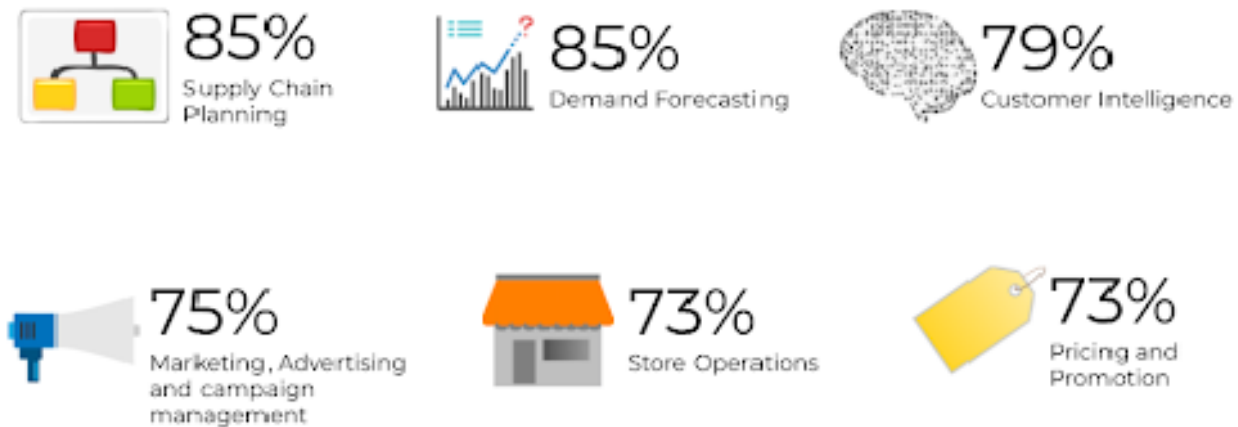 85%
Supply Chain
Planning
85%
Demand Forecasting
79%
Customer Intelligence
75%
Marketing, Advertising
and campaign
management
73%
Store Operations
73%
Pricing and
Promotion
?